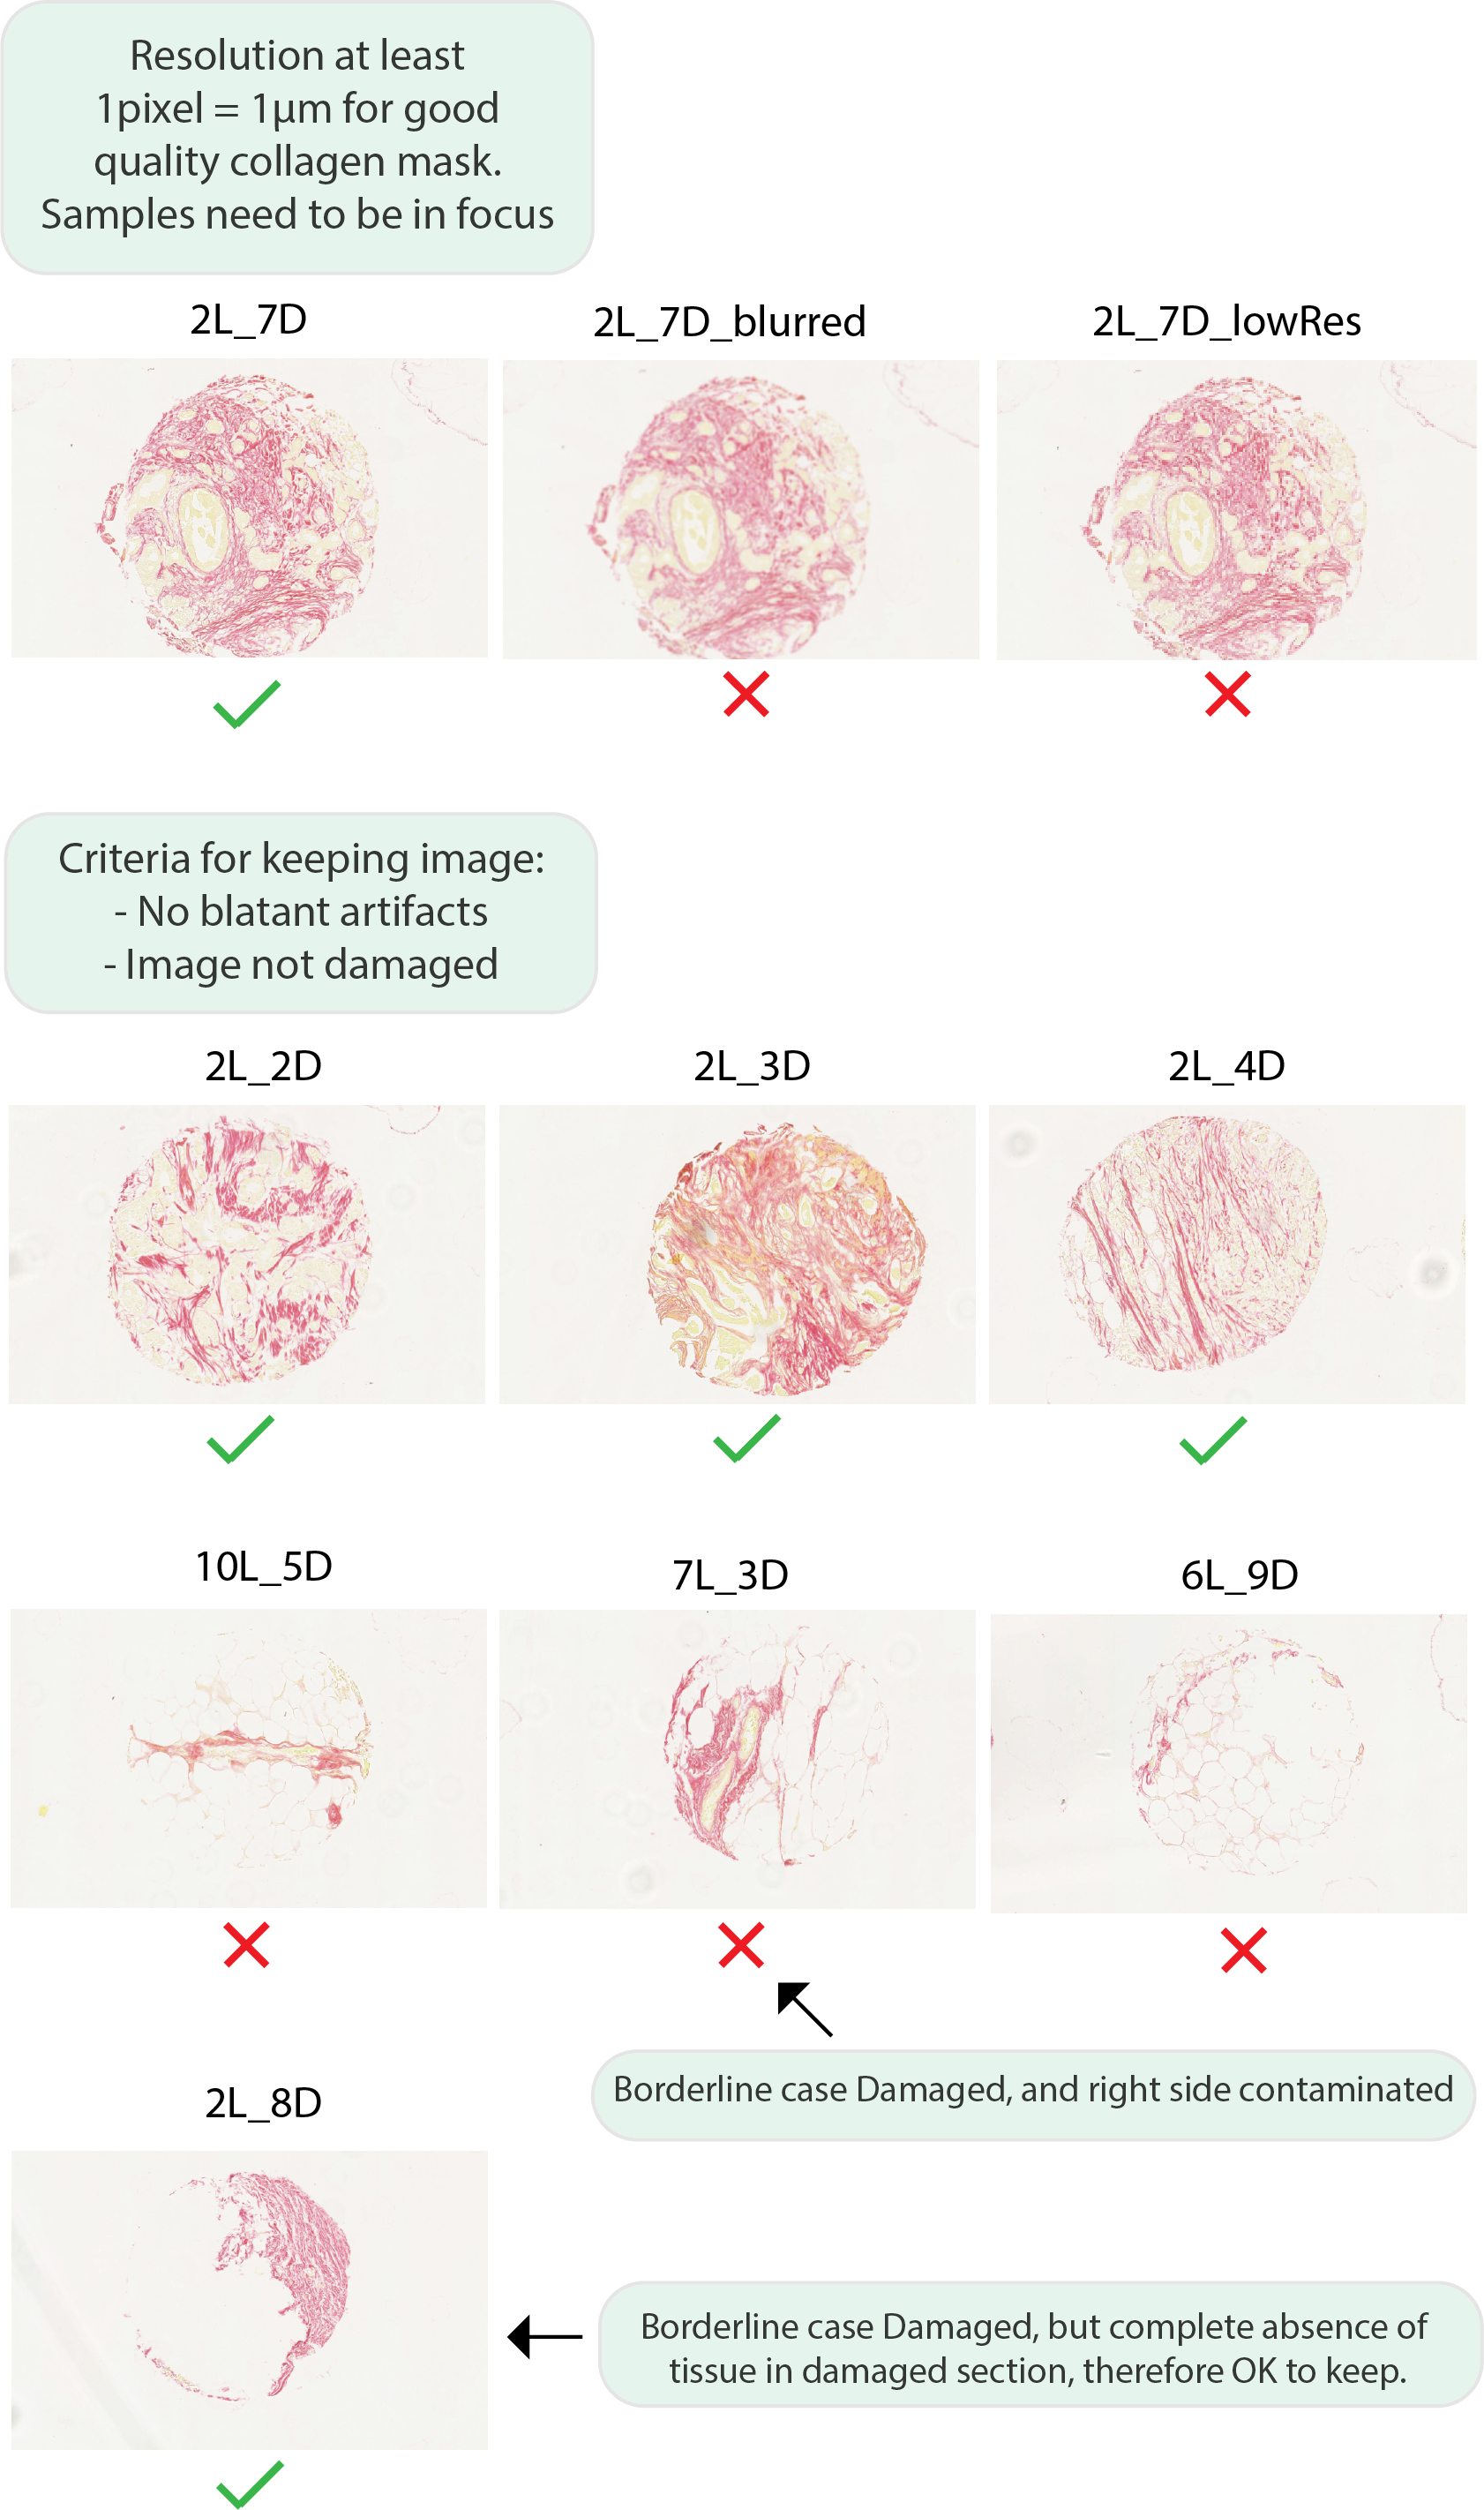 Resolution at least
1pixel = 1µm for good
quality collagen mask.
Samples need to be in focus
2L_7D
2L_7D_blurred
2L_7D_lowRes
Criteria for keeping image:
- No blatant artifacts
- Image not damaged
2L_2D
2L_3D
2L_4D
10L_5D
7L_3D
6L_9D
Borderline case Damaged, and right side contaminated
2L_8D
Borderline case Damaged, but complete absence of
tissue in damaged section, therefore OK to keep.